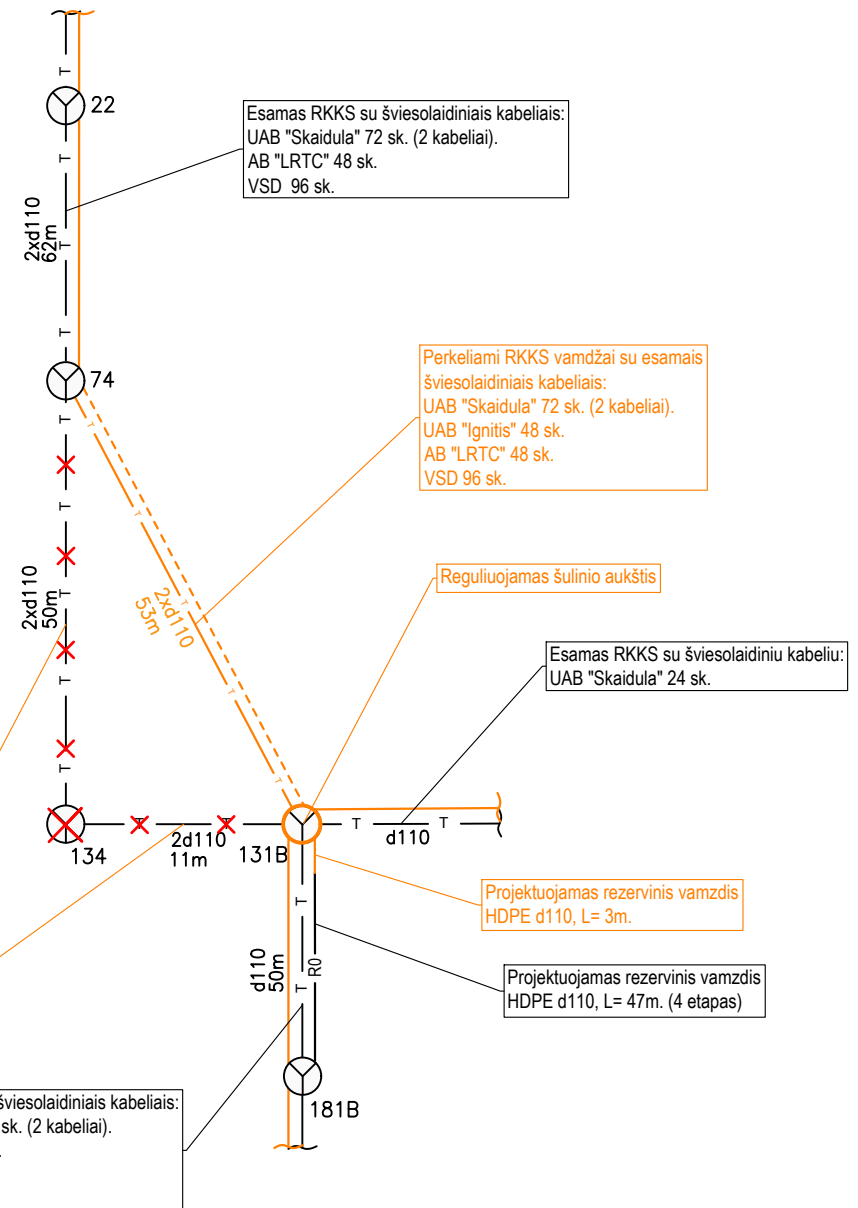 22
Esamas RKKS su šviesolaidiniais kabeliais:
UAB "Skaidula" 72 sk. (2 kabeliai).
AB "LRTC" 48 sk.
VSD 96 sk.
2xd110
62m
74
Perkeliami RKKS vamdžai su esamais
šviesolaidiniais kabeliais:
UAB "Skaidula" 72 sk. (2 kabeliai).
UAB "Ignitis" 48 sk.
AB "LRTC" 48 sk.
VSD 96 sk.
2xd110
50m
2xd110
53m
Reguliuojamas šulinio aukštis
Esamas RKKS su šviesolaidiniu kabeliu:
UAB "Skaidula" 24 sk.
134
2d110
11m
131B
d110
Projektuojamas rezervinis vamzdis
HDPE d110, L= 3m.
d110
50m
R0
Projektuojamas rezervinis vamzdis
HDPE d110, L= 47m. (4 etapas)
181B
šviesolaidiniais kabeliais:
sk. (2 kabeliai).
T T T T T T T T T T T T T T T T T T T T